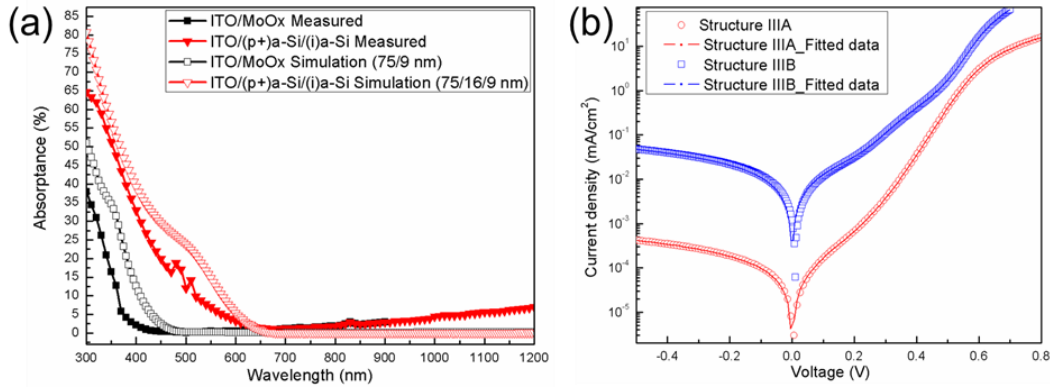 (a)
ITO/MoOx Measured
ITO/(p+)a-Si/(i)a-Si Measured
ITO/MoOx Simulation (75/9 nm)
ITO/(p+)a-Si/(i)a-Si Simulation (75/16/9 nm)
Absorptance (%)
85
80
75
70
65
60
55
50
45
40
35
30
25
20
15
10
5
0
300 400 500 600 700 800 900 1000 1100 1200
Wavelength (nm)
(b)
Structure IIIA
Structure IIIA_Fitted data
Structure IIIB
Structure IIIB_Fitted data
Current density (mA/cm²)
10¹
10⁰
10⁻¹
10⁻²
10⁻³
10⁻⁴
10⁻⁵
-0.4 -0.2 0.0 0.2 0.4 0.6 0.8
Voltage (V)